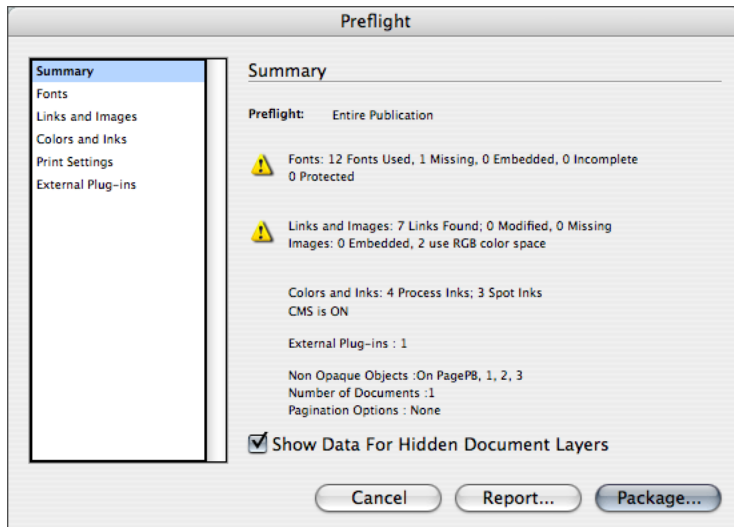 Preflight
Summary
Fonts
Links and Images
Colors and Inks
Print Settings
External Plug-ins
Summary
Preflight: Entire Publication
Fonts: 12 Fonts Used, 1 Missing, 0 Embedded, 0 Incomplete
0 Protected
Links and Images: 7 Links Found; 0 Modified, 0 Missing
Images: 0 Embedded, 2 use RGB color space
Colors and Inks: 4 Process Inks; 3 Spot Inks
CMS is ON
External Plug-ins : 1
Non Opaque Objects :On PagePB, 1, 2, 3
Number of Documents :1
Pagination Options : None
Show Data For Hidden Document Layers
Cancel Report... Package...